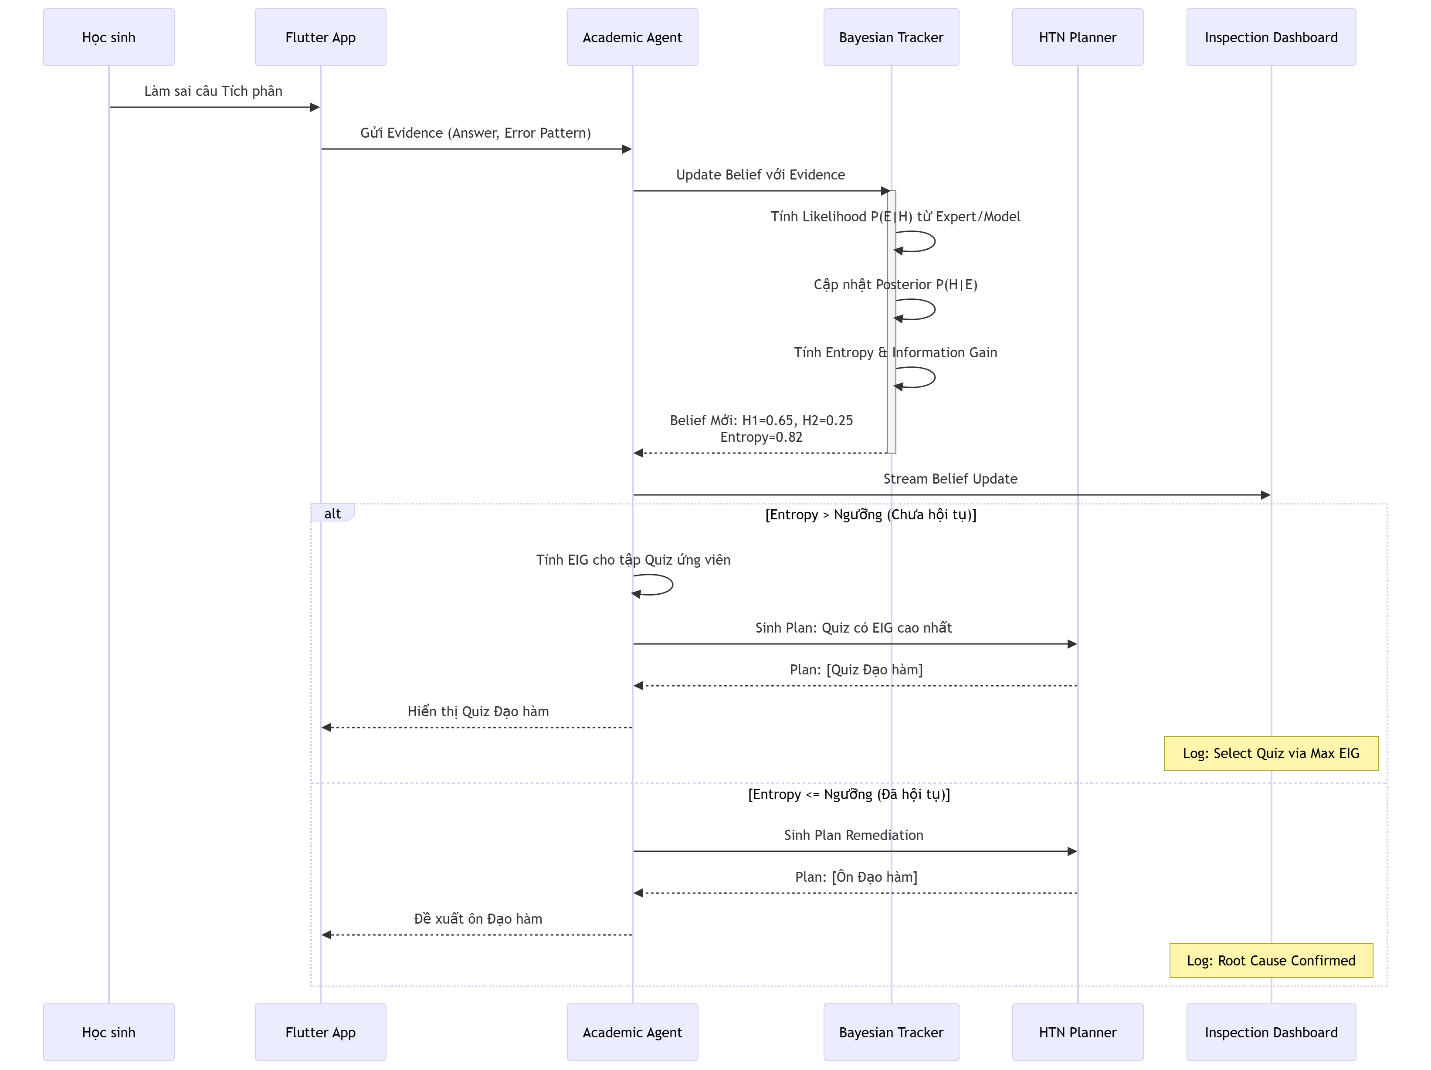 Học sinh
Flutter App
Academic Agent
Bayesian Tracker
HTN Planner
Inspection Dashboard
Làm sai câu Tích phân
Gửi Evidence (Answer, Error Pattern)
Update Belief với Evidence
Tính Likelihood P(E|H) từ Expert/Model
Cập nhật Posterior P(H|E)
Tính Entropy & Information Gain
Belief Mới: H1=0.65, H2=0.25
Entropy=0.82
Stream Belief Update
alt
[Entropy > Ngưỡng (Chưa hội tụ)]
Tính EIG cho tập Quiz ứng viên
Sinh Plan: Quiz có EIG cao nhất
Plan: [Quiz Đạo hàm]
Hiển thị Quiz Đạo hàm
Log: Select Quiz via Max EIG
[Entropy <= Ngưỡng (Đã hội tụ)]
Sinh Plan Remediation
Plan: [Ôn Đạo hàm]
Đề xuất ôn Đạo hàm
Log: Root Cause Confirmed
Học sinh
Flutter App
Academic Agent
Bayesian Tracker
HTN Planner
Inspection Dashboard